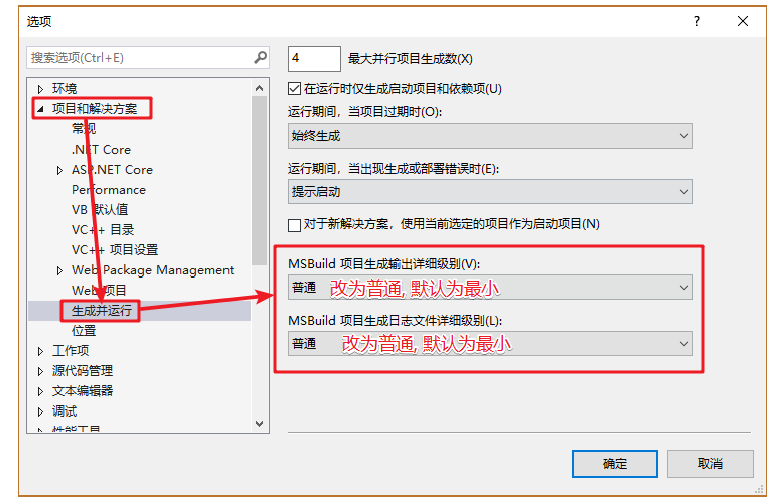 选项
搜索选项(Ctrl+E)
环境
项目和解决方案
常规
.NET Core
ASP.NET Core
Performance
VB 默认值
VC++ 目录
VC++ 项目设置
Web Package Management
Web 项目
生成并运行
位置
工作项
源代码管理
文本编辑器
调试
性能工具
4 最大并行项目生成数(X)
在运行时仅生成启动项目和依赖项(U)
运行期间，当项目过期时(O):
始终生成
运行期间，当出现生成或部署错误时(E):
提示启动
对于新解决方案，使用当前选定的项目作为启动项目(N)
MSBuild 项目生成输出详细级别(V):
普通 改为普通, 默认为最小
MSBuild 项目生成日志文件详细级别(L):
普通 改为普通, 默认为最小
确定 取消